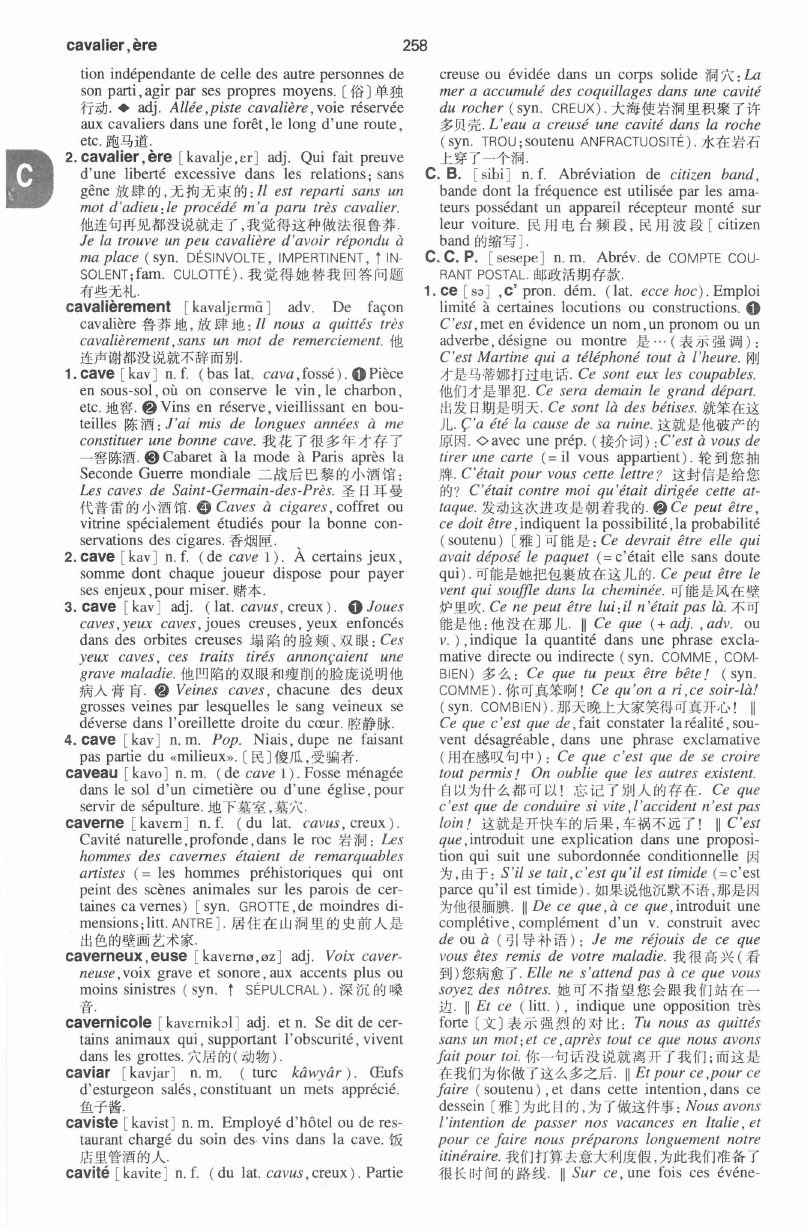 cavalier,ère
258
tion indépendante de celle des autre personnes de
son parti,agir par ses propres moyens.〔俗〕单独
行动. ◆ adj. Allée,piste cavalière,voie réservée
aux cavaliers dans une forêt,le long d'une route,
etc. 跑马道.
2. cavalier,ère [kavalje,ɛr] adj. Qui fait preuve
d'une liberté excessive dans les relations; sans
gêne 放肆的,无拘无束的:Il est reparti sans un
mot d'adieu;le procédé m'a paru très cavalier.
他连句再见都没说就走了,我觉得这种做法很鲁莽.
Je la trouve un peu cavalière d'avoir répondu à
ma place (syn. DÉSINVOLTE, IMPERTINENT, ↑IN-
SOLENT;fam. CULOTTÉ). 我觉得她替我回答问题
有些无礼.
cavalièrement [kavaljɛrmã] adv. De façon
cavalière 鲁莽地,放肆地:Il nous a quittés très
cavalièrement,sans un mot de remerciement. 他
连声谢都没说就不辞而别.
1. cave [kav] n.f. (bas lat. cava,fossé). ❶Pièce
en sous-sol,où on conserve le vin,le charbon,
etc. 地窖. ❷Vins en réserve,vieillissant en bou-
teilles 陈酒:J'ai mis de longues années à me
constituer une bonne cave. 我花了很多年才存了
一窖陈酒. ❸Cabaret à la mode à Paris après la
Seconde Guerre mondiale 二战后巴黎的小酒馆:
Les caves de Saint-Germain-des-Près. 圣日耳曼
代普雷的小酒馆. ❹ Caves à cigares,coffret ou
vitrine spécialement étudiés pour la bonne con-
servations des cigares. 香烟匣.
2. cave [kav] n.f. (de cave 1). À certains jeux,
somme dont chaque joueur dispose pour payer
ses enjeux,pour miser. 赌本.
3. cave [kav] adj. (lat. cavus,creux). ❶Joues
caves,yeux caves,joues creuses,yeux enfoncés
dans des orbites creuses 塌陷的脸颊、双眼:Ces
yeux caves, ces traits tirés annonçaient une
grave maladie. 他凹陷的双眼和瘦削的脸庞说明他
病入膏肓. ❷ Veines caves, chacune des deux
grosses veines par lesquelles le sang veineux se
déverse dans l'oreillette droite du cœur. 腔静脉.
4. cave [kav] n.m. Pop. Niais,dupe ne faisant
pas partie du «milieux». 〔民〕傻瓜,受骗者.
caveau [kavo] n.m. (de cave 1). Fosse ménagée
dans le sol d'un cimetière ou d'une église,pour
servir de sépulture. 地下墓室,墓穴.
caverne [kavɛrn] n.f. (du lat. cavus, creux).
Cavité naturelle,profonde,dans le roc 岩洞: Les
hommes des cavernes étaient de remarquables
artistes (= les hommes préhistoriques qui ont
peint des scènes animales sur les parois de cer-
taines ca vernes) [syn. GROTTE,de moindres di-
mensions;litt. ANTRE]. 居住在山洞里的史前人是
出色的壁画艺术家.
caverneux,euse [kavɛrnø,øz] adj. Voix caver-
neuse,voix grave et sonore,aux accents plus ou
moins sinistres (syn. ↑ SÉPULCRAL). 深沉的嗓
音.
cavernicole [kavɛrnikɔl] adj. et n. Se dit de cer-
tains animaux qui, supportant l'obscurité, vivent
dans les grottes. 穴居的(动物).
caviar [kavjar] n.m. (turc kâwyâr). Œufs
d'esturgeon salés,constituant un mets apprécié.
鱼子酱.
caviste [kavist] n.m. Employé d'hôtel ou de res-
taurant chargé du soin des vins dans la cave. 饭
店里管酒的人.
cavité [kavite] n.f. (du lat. cavus,creux). Partie
creuse ou évidée dans un corps solide 洞穴:La
mer a accumulé des coquillages dans une cavité
du rocher (syn. CREUX). 大海使岩洞里积聚了许
多贝壳. L'eau a creusé une cavité dans la roche
(syn. TROU;soutenu ANFRACTUOSITÉ). 水在岩石
上穿了一个洞.
C. B. [sibi] n.f. Abréviation de citizen band,
bande dont la fréquence est utilisée par les ama-
teurs possédant un appareil récepteur monté sur
leur voiture. 民用电台频段,民用波段[citizen
band 的缩写].
C. C. P. [sesepe] n.m. Abrév. de COMPTE COU-
RANT POSTAL. 邮政活期存款.
1. ce [sə] ,c' pron. dém. (lat. ecce hoc). Emploi
limité à certaines locutions ou constructions. ❶
C'est,met en évidence un nom,un pronom ou un
adverbe,désigne ou montre 是…(表示强调):
C'est Martine qui a téléphoné tout à l'heure. 刚
才是马蒂娜打过电话. Ce sont eux les coupables.
他们才是罪犯. Ce sera demain le grand départ.
出发日期是明天. Ce sont là des bétises. 就笨在这
儿. Ç'a été la cause de sa ruine. 这就是他破产的
原因. ◇avec une prép. (接介词):C'est à vous de
tirer une carte (= il vous appartient). 轮到您抽
牌. C'était pour vous cette lettre? 这封信是给您
的? C'était contre moi qu'était dirigée cette at-
taque. 发动这次进攻是朝着我的. ❷Ce peut être,
ce doit être,indiquent la possibilité,la probabilité
(soutenu)〔雅〕可能是:Ce devrait être elle qui
avait déposé le paquet (=c'était elle sans doute
qui). 可能是她把包裹放在这儿的. Ce peut être le
vent qui souffle dans la cheminée. 可能是风在壁
炉里吹. Ce ne peut être lui:il n'était pas là. 不可
能是他:他没在那儿. ‖ Ce que (+ adj., adv. ou
v.),indique la quantité dans une phrase excla-
mative directe ou indirecte (syn. COMME, COM-
BIEN) 多么: Ce que tu peux être bête! (syn.
COMME). 你可真笨啊! Ce qu'on a ri,ce soir-là!
(syn. COMBIEN). 那天晚上大家笑得可真开心! ‖
Ce que c'est que de,fait constater la réalité,sou-
vent désagréable, dans une phrase exclamative
(用在感叹句中): Ce que c'est que de se croire
tout permis! On oublie que les autres existent.
自以为什么都可以! 忘记了别人的存在. Ce que
c'est que de conduire si vite,l'accident n'est pas
loin! 这就是开快车的后果,车祸不远了! ‖ C'est
que,introduit une explication dans une proposi-
tion qui suit une subordonnée conditionnelle 因
为,由于: S'il se tait,c'est qu'il est timide (=c'est
parce qu'il est timide). 如果说他沉默不语,那是因
为他很腼腆. ‖ De ce que,à ce que,introduit une
complétive, complément d'un v. construit avec
de ou à (引导补语): Je me réjouis de ce que
vous êtes remis de votre maladie. 我很高兴(看
到)您病愈了. Elle ne s'attend pas à ce que vous
soyez des nôtres. 她可不指望您会跟我们站在一
边. ‖ Et ce (litt.), indique une opposition très
forte〔文〕表示强烈的对比: Tu nous as quittés
sans un mot;et ce,après tout ce que nous avons
fait pour toi. 你一句话没说就离开了我们;而这是
在我们为你做了这么多之后. ‖ Et pour ce,pour ce
faire (soutenu),et dans cette intention,dans ce
dessein〔雅〕为此目的,为了做这件事: Nous avons
l'intention de passer nos vacances en Italie, et
pour ce faire nous préparons longuement notre
itinéraire. 我们打算去意大利度假,为此我们准备了
很长时间的路线. ‖ Sur ce,une fois ces événe-
C